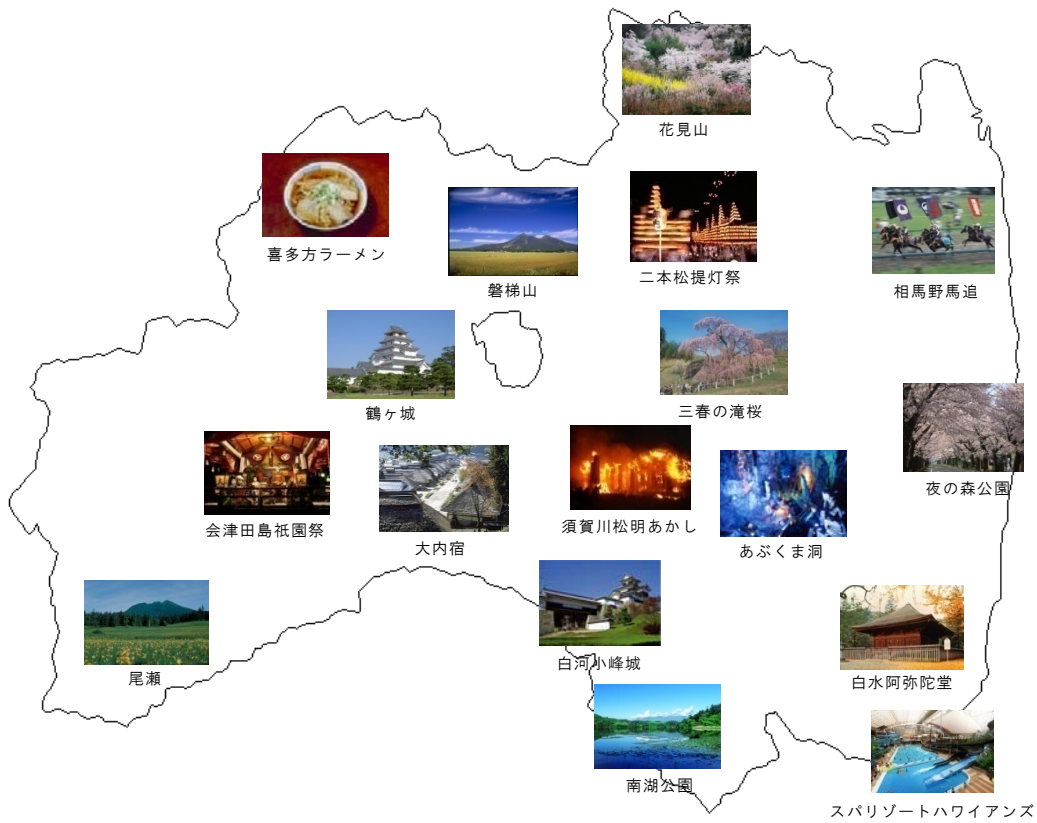 花見山
喜多方ラーメン
磐梯山
二本松提灯祭
相馬野馬追
鶴ヶ城
三春の滝桜
夜の森公園
会津田島祇園祭
大内宿
須賀川松明あかし
あぶくま洞
尾瀬
白河小峰城
白水阿弥陀堂
南湖公園
スパリゾートハワイアンズ